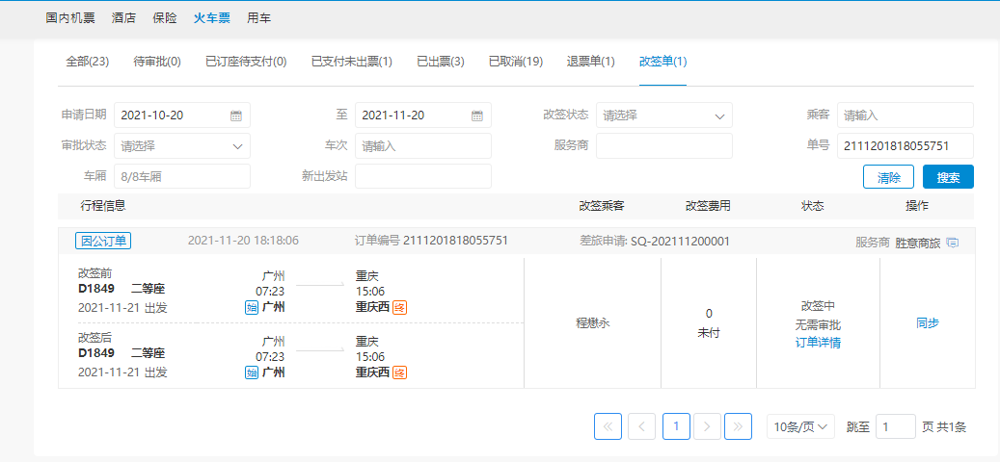 国内机票 酒店 保险 火车票 用车
全部(23) 待审批(0) 已订座待支付(0) 已支付未出票(1) 已出票(3) 已取消(19) 退票单(1) 改签单(1)
申请日期 2021-10-20 至 2021-11-20 改签状态 请选择 乘客 请输入
审批状态 请选择 车次 请输入 服务商 单号 2111201818055751
车厢 8/8车厢 新出发站 清除 搜索
行程信息 改签乘客 改签费用 状态 操作
因公订单 2021-11-20 18:18:06 订单编号 2111201818055751 差旅申请: SQ-202111200001 服务商 胜意商旅
改签前
D1849 二等座
2021-11-21 出发
广州
07:23
始 广州
重庆
15:06
重庆西 终
改签后
D1849 二等座
2021-11-21 出发
广州
07:23
始 广州
重庆
15:06
重庆西 终
程懋永
0
未付
改签中
无需审批
订单详情
同步
1 10条/页 跳至 1 页 共1条